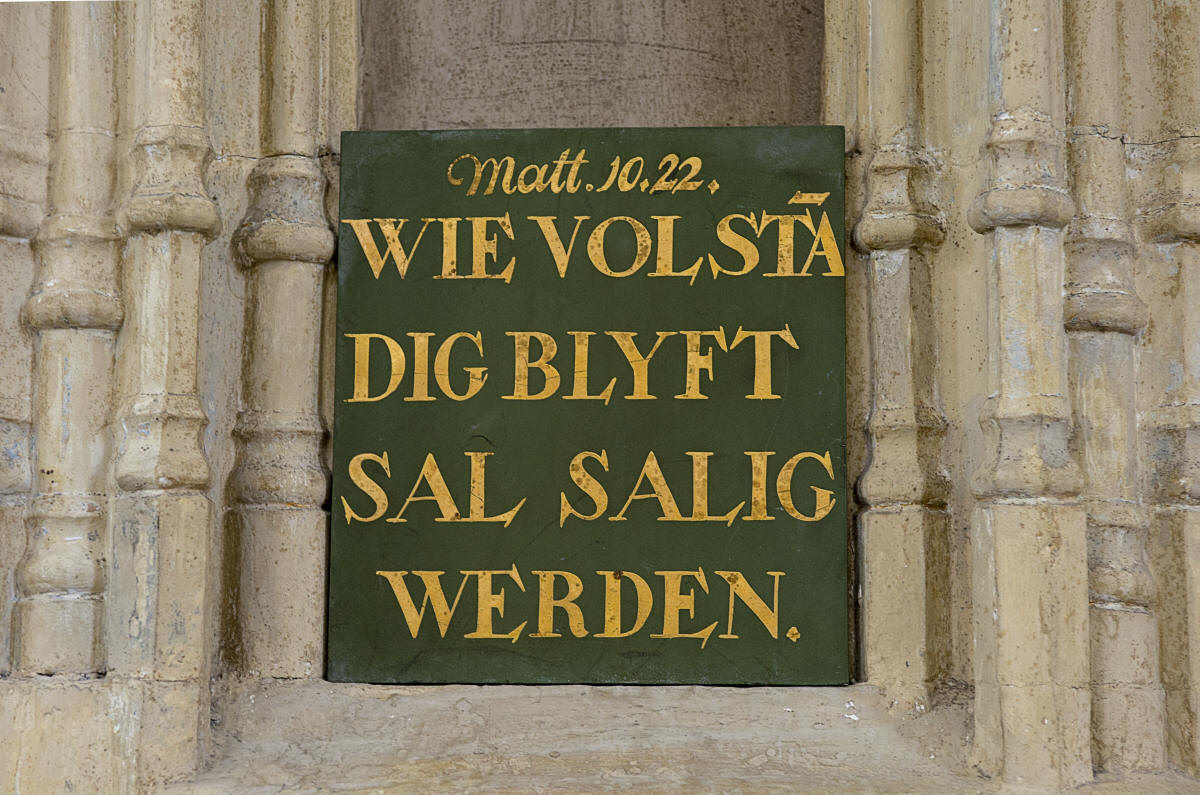 Matt. 10.22.
WIE VOLSTĀ
DIG BLYFT
SAL SALIG
WERDEN.